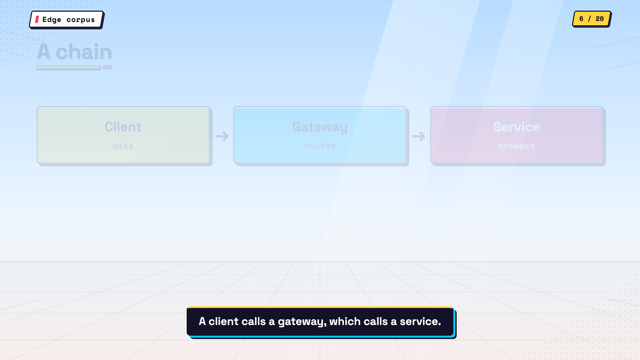 Edge corpus
6 / 20
A chain
Client
asks
Gateway
routes
Service
answers
A client calls a gateway, which calls a service.